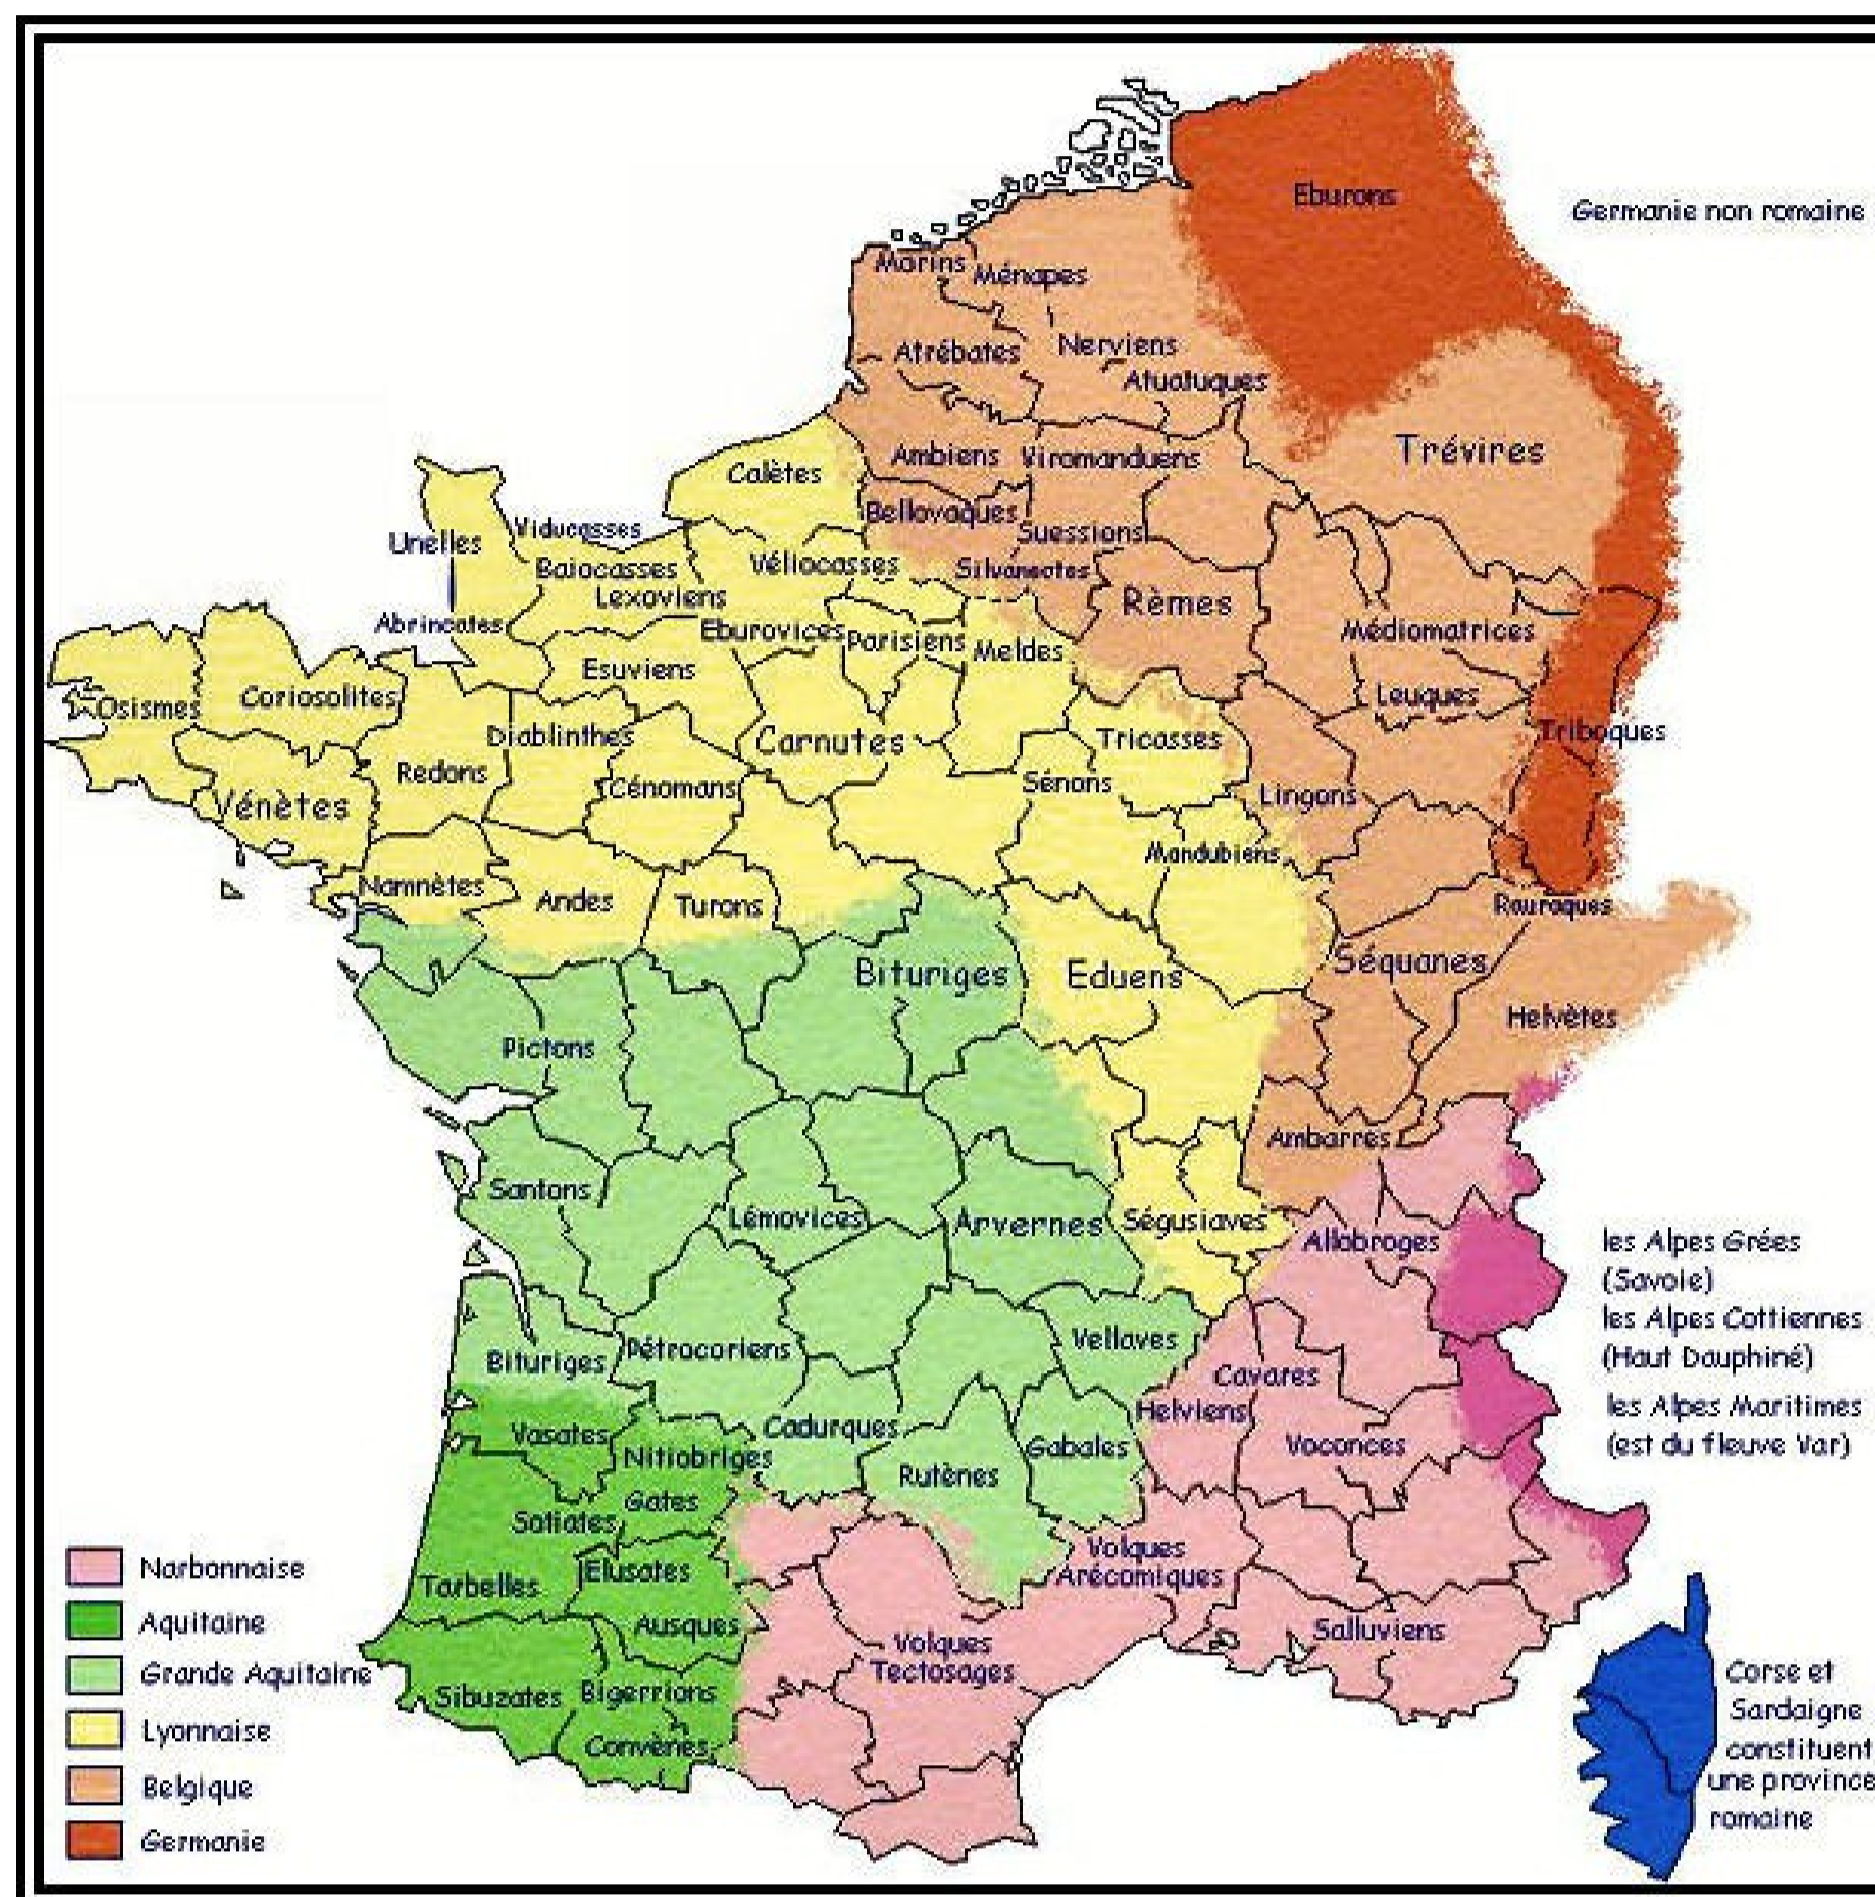 Eburons
Germanie non romaine
Morins
Ménapes
Atrébates
Nerviens
Atuatuques
Trévires
Calètes
Ambiens
Viromanduens
Bellovaques
Suessions
Unelles
Viducasses
Baiocasses
Véliocasses
Silvanectes
Lexoviens
Rèmes
Abrincates
Eburovices
Parisiens
Meldes
Médiomatrices
Esuviens
Osismes
Coriosolites
Leuques
Diablinthes
Carnutes
Tricasses
Triboques
Redons
Cénomans
Sénons
Lingons
Vénètes
Mandubiens
Namnètes
Andes
Turons
Rauraques
Bituriges
Eduens
Séquanes
Helvètes
Pictons
Ambarres
Santons
Lémovices
Arvernes
Ségusiaves
Allobroges
les Alpes Grées
(Savoie)
les Alpes Cottiennes
(Haut Dauphiné)
les Alpes Maritimes
(est du fleuve Var)
Bituriges
Pétrocoriens
Vellaves
Cavares
Helviens
Vasates
Nitiobriges
Cadurques
Gabales
Voconces
Rutènes
Gates
Sotiates
Volques
Arécomiques
Elusates
Tarbelles
Ausques
Salluviens
Volques
Tectosages
Sibuzates
Bigerrions
Convènes
Narbonnaise
Aquitaine
Grande Aquitaine
Lyonnaise
Belgique
Germanie
Corse et
Sardaigne
constituent
une province
romaine